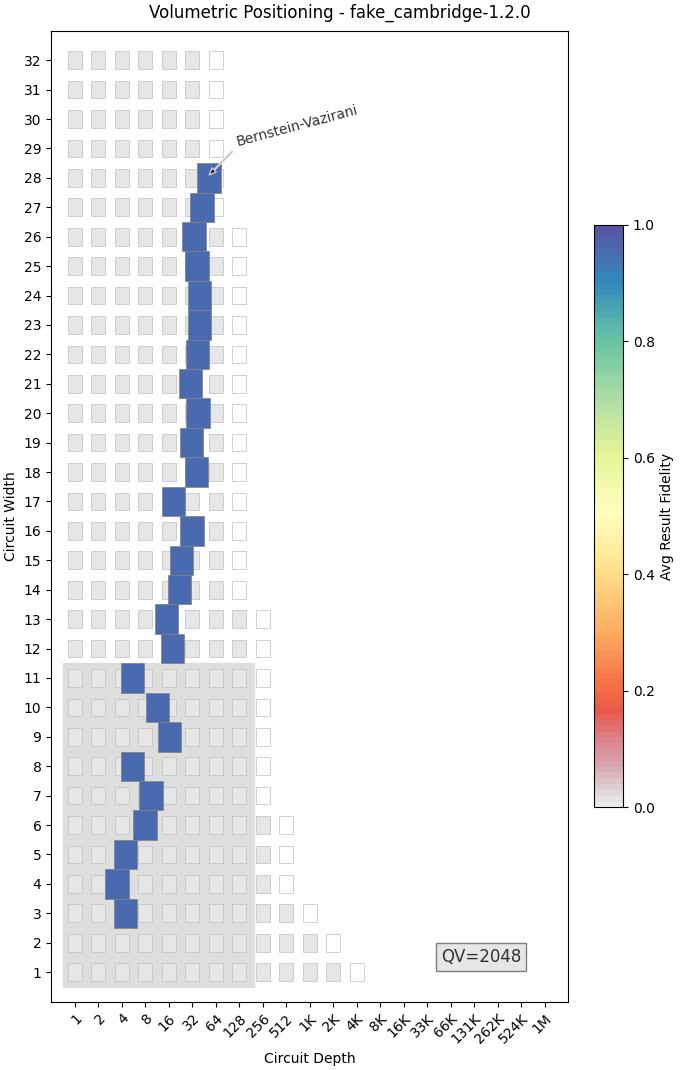 Volumetric Positioning - fake_cambridge-1.2.0
Circuit Width
32
31
30
29
28
27
26
25
24
23
22
21
20
19
18
17
16
15
14
13
12
11
10
9
8
7
6
5
4
3
2
1
Bernstein-Vazirani
QV=2048
1
2
4
8
16
32
64
128
256
512
1K
2K
4K
8K
16K
33K
66K
131K
262K
524K
1M
Circuit Depth
1.0
0.8
0.6
0.4
0.2
0.0
Avg Result Fidelity